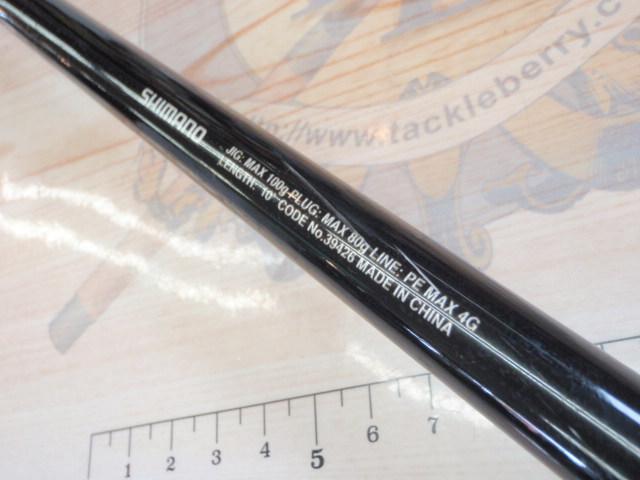 http://www.tackleberry.c
SHIMANO
JIG: MAX 100g PLUG: MAX 80g LINE: PE MAX 4G
LENGTH: 10' CODE No.39426 MADE IN CHINA
1 2 3 4 5 6 7